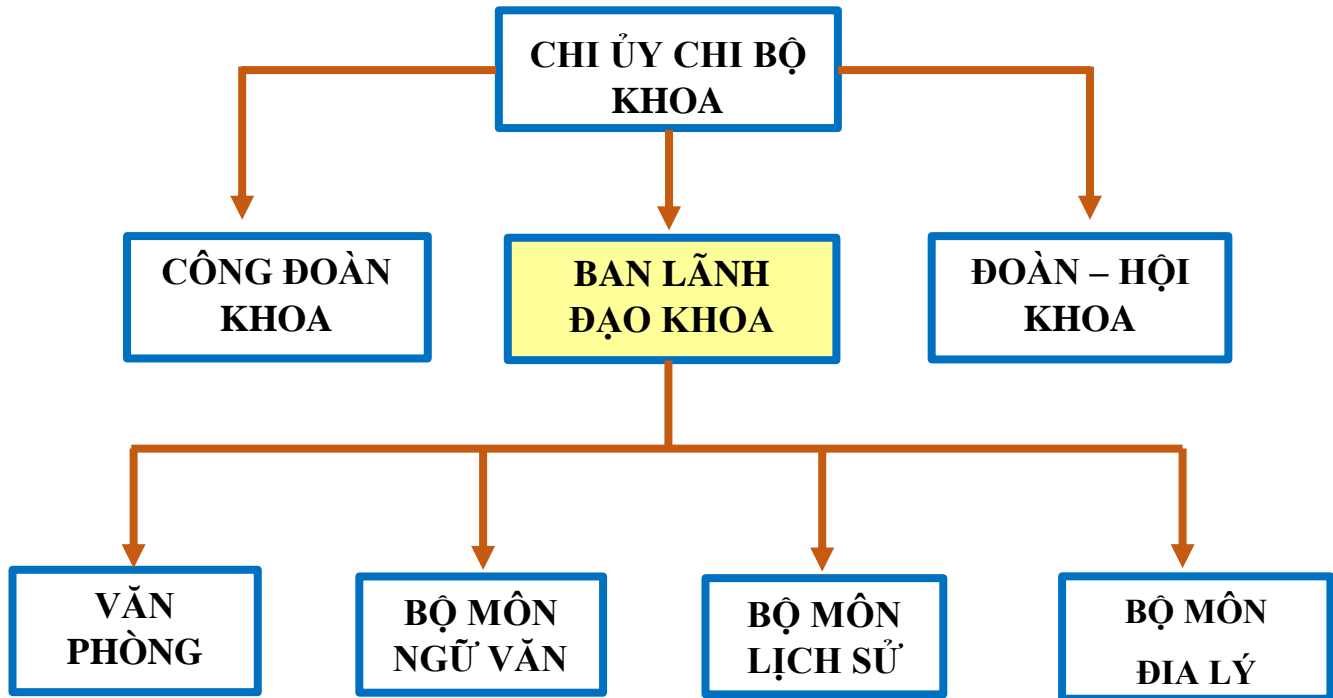 CHI ỦY CHI BỘ
KHOA
CÔNG ĐOÀN
KHOA
BAN LÃNH
ĐẠO KHOA
ĐOÀN – HỘI
KHOA
VĂN
PHÒNG
BỘ MÔN
NGỮ VĂN
BỘ MÔN
LỊCH SỬ
BỘ MÔN
ĐIA LÝ